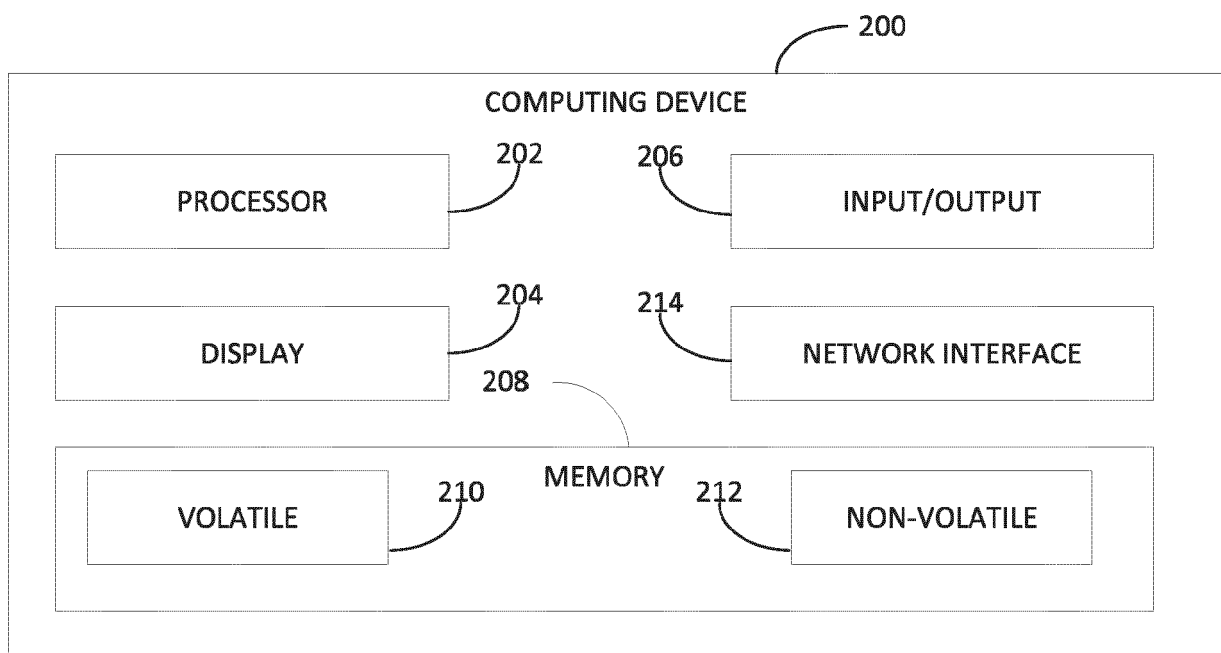 200
COMPUTING DEVICE
202
206
PROCESSOR
INPUT/OUTPUT
204
214
DISPLAY
NETWORK INTERFACE
208
MEMORY
210
212
VOLATILE
NON-VOLATILE